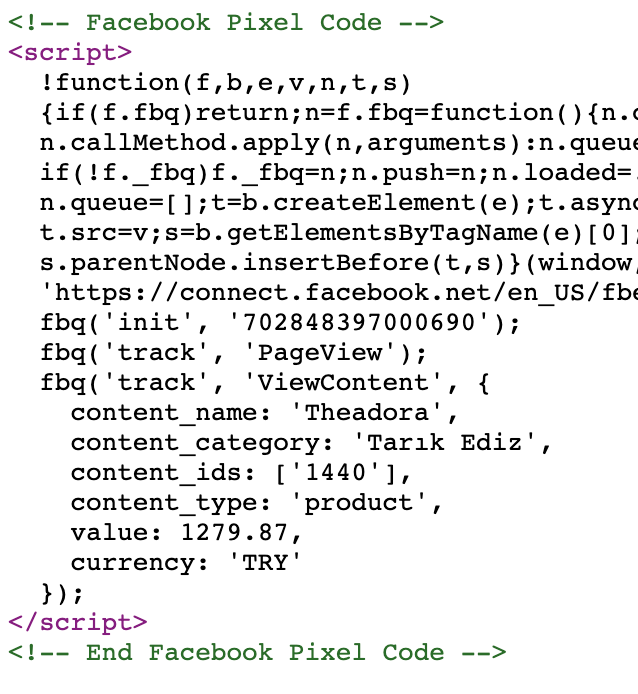 <!-- Facebook Pixel Code -->
<script>
!function(f,b,e,v,n,t,s)
{if(f.fbq)return;n=f.fbq=function(){n.
n.callMethod.apply(n,arguments):n.queue
if(!f._fbq)f._fbq=n;n.push=n;n.loaded=
n.queue=[];t=b.createElement(e);t.async
t.src=v;s=b.getElementsByTagName(e)[0];
s.parentNode.insertBefore(t,s)}(window,
'https://connect.facebook.net/en_US/fbe
fbq('init', '702848397000690');
fbq('track', 'PageView');
fbq('track', 'ViewContent', {
content_name: 'Theadora',
content_category: 'Tarık Ediz',
content_ids: ['1440'],
content_type: 'product',
value: 1279.87,
currency: 'TRY'
});
</script>
<!-- End Facebook Pixel Code -->